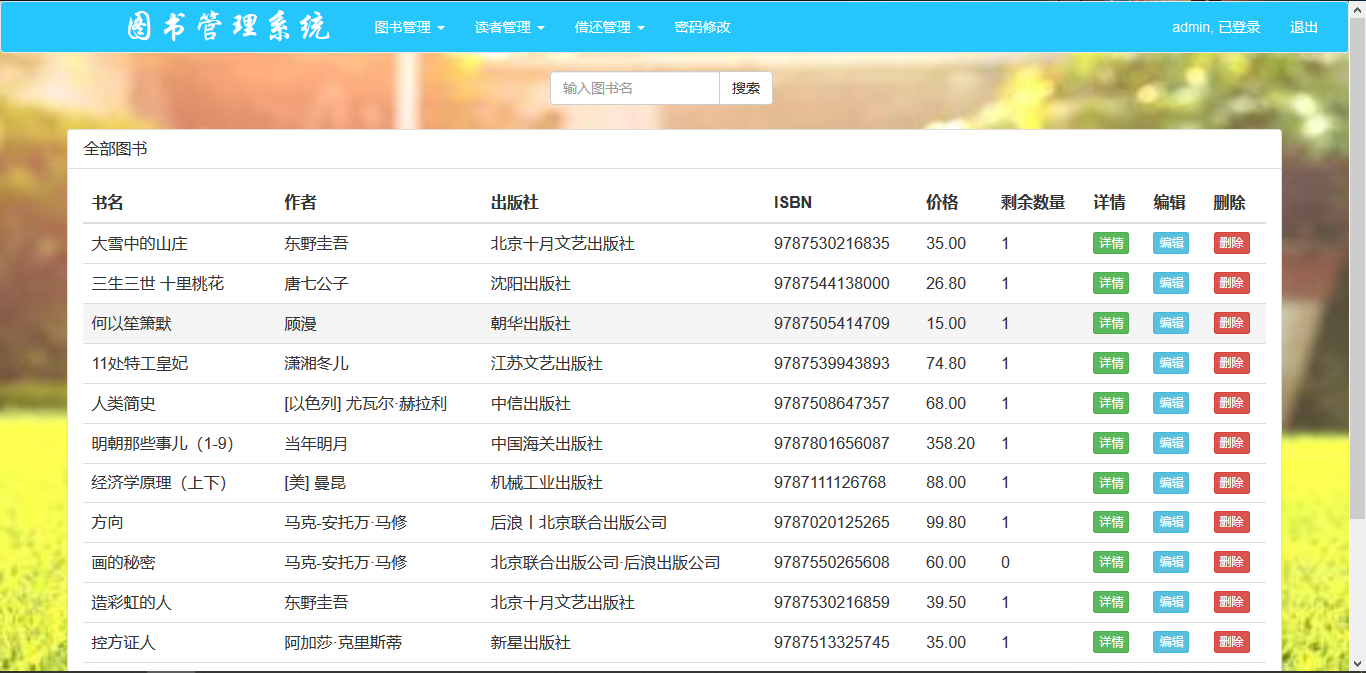 图书管理系统 图书管理 读者管理 借还管理 密码修改 admin, 已登录 退出
输入图书名 搜索
全部图书
书名 作者 出版社 ISBN 价格 剩余数量 详情 编辑 删除
大雪中的山庄 东野圭吾 北京十月文艺出版社 9787530216835 35.00 1 详情 编辑 删除
三生三世 十里桃花 唐七公子 沈阳出版社 9787544138000 26.80 1 详情 编辑 删除
何以笙箫默 顾漫 朝华出版社 9787505414709 15.00 1 详情 编辑 删除
11处特工皇妃 潇湘冬儿 江苏文艺出版社 9787539943893 74.80 1 详情 编辑 删除
人类简史 [以色列] 尤瓦尔·赫拉利 中信出版社 9787508647357 68.00 1 详情 编辑 删除
明朝那些事儿（1-9） 当年明月 中国海关出版社 9787801656087 358.20 1 详情 编辑 删除
经济学原理（上下） [美] 曼昆 机械工业出版社 9787111126768 88.00 1 详情 编辑 删除
方向 马克-安托万·马修 后浪丨北京联合出版公司 9787020125265 99.80 1 详情 编辑 删除
画的秘密 马克-安托万·马修 北京联合出版公司·后浪出版公司 9787550265608 60.00 0 详情 编辑 删除
造彩虹的人 东野圭吾 北京十月文艺出版社 9787530216859 39.50 1 详情 编辑 删除
控方证人 阿加莎·克里斯蒂 新星出版社 9787513325745 35.00 1 详情 编辑 删除